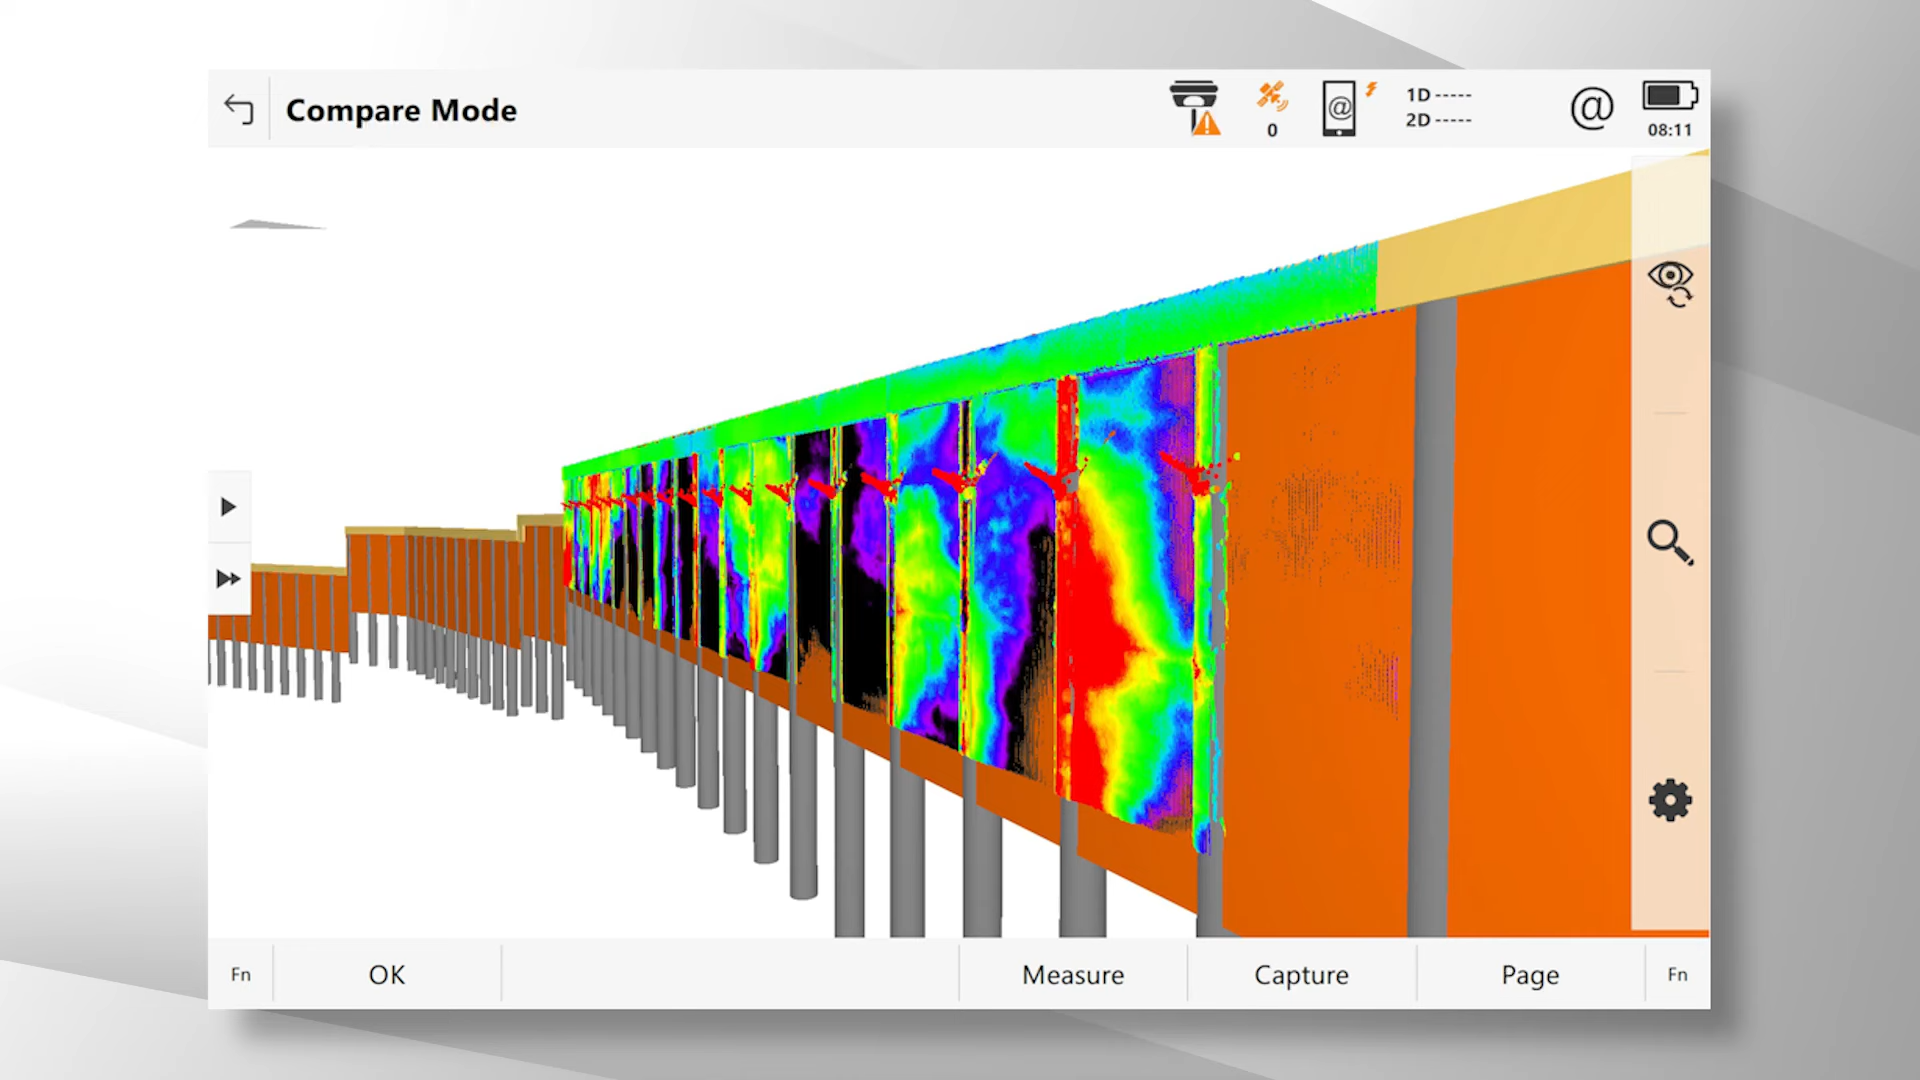 Compare Mode
0
@
1D -----
2D -----
@
08:11
Fn
OK
Measure
Capture
Page
Fn